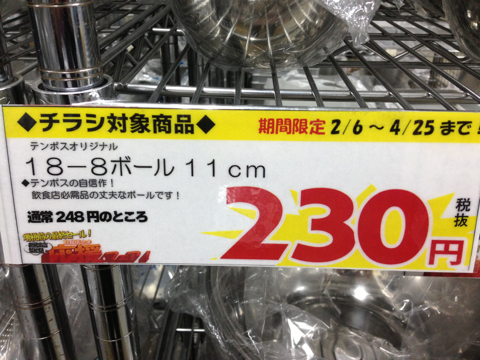 ◆チラシ対象商品◆
期間限定 2/6～4/25まで!
テンポスオリジナル
18-8ボール 11cm
◆テンポスの自信作!
飲食店必需品の丈夫なボールです!
通常248円のところ
230円
税抜